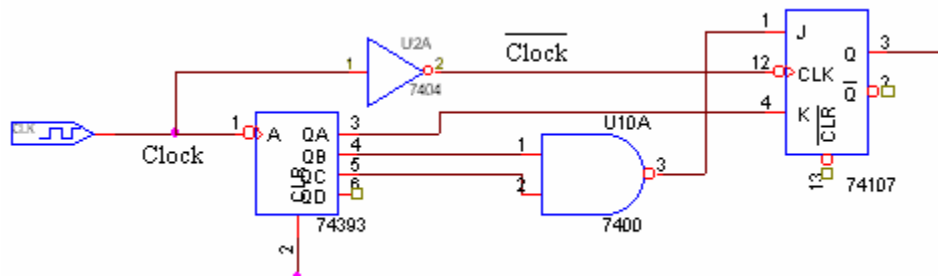 U2A
Clock
1
2
7404
1
J
Q
3
12
CLK
Q
2
4
K
CLR
13
74107
CLK
Clock
1
A
QA
3
QB
4
QC
5
QD
6
CLR
2
74393
U10A
1
2
3
7400